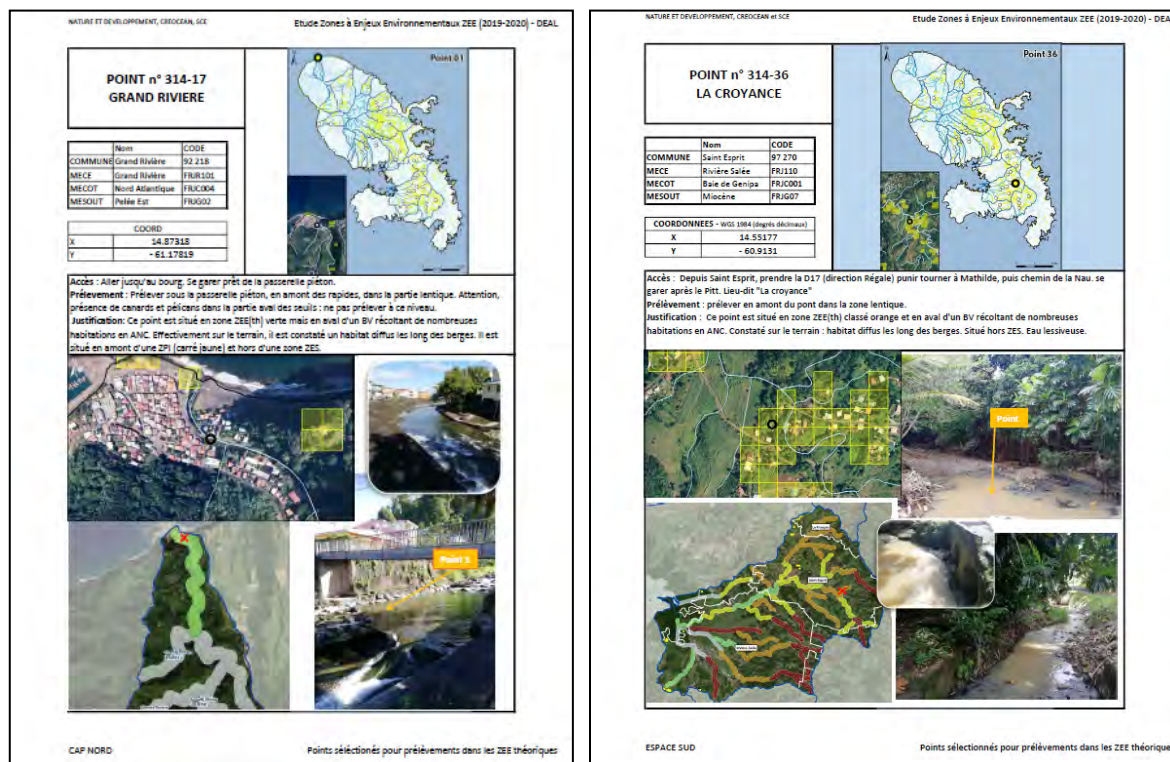 NATURE ET DEVELOPPEMENT, CREOCEAN, SCE
Etude Zones à Enjeux Environnementaux ZEE (2019-2020) - DEAL
POINT n° 314-17
GRAND RIVIERE
Point 01
Nom CODE
COMMUNE Grand Rivière 92 218
MECE Grand Rivière FRJR101
MECOT Nord Atlantique FRJC004
MESOUT Pelée Est FRJG02
COORD
X 14.87318
Y - 61.17819
Accès : Aller jusqu'au bourg. Se garer prêt de la passerelle piéton.
Prélevement : Prélever sous la passerelle piéton, en amont des rapides, dans la partie lentique. Attention,
présence de canards et pélicans dans la partie aval des seuils : ne pas prélever à ce niveau.
Justification: Ce point est situé en zone ZEE(th) verte mais en aval d'un BV récoltant de nombreuses
habitations en ANC. Effectivement sur le terrain, il est constaté un habitat diffus les long des berges. Il est
situé en amont d'une ZPI (carré jaune) et hors d'une zone ZES.
Point 1
CAP NORD
Points séléctionés pour prélèvements dans les ZEE théoriques
NATURE ET DEVELOPPEMENT, CREOCEAN et SCE
Etude Zones à Enjeux Environnementaux ZEE (2019-2020) - DEA
POINT n° 314-36
LA CROYANCE
Point 36
Nom CODE
COMMUNE Saint Esprit 97 270
MECE Rivière Salée FRJ110
MECOT Baie de Genipa FRJC001
MESOUT Miocène FRJG07
COORDONNEES - WGS 1984 (degrés décimaux)
X 14.55177
Y - 60.9131
Accès : Depuis Saint Esprit, prendre la D17 (direction Régale) punir tourner à Mathilde, puis chemin de la Nau. se
garer après le Pitt. Lieu-dit "La croyance"
Prélèvement : prélever en amont du pont dans la zone lentique.
Justification : Ce point est situé en zone ZEE(th) classé orange et en aval d'un BV récoltant de nombreuses
habitations en ANC. Constaté sur le terrain : habitat diffus les long des berges. Situé hors ZES. Eau lessiveuse.
Point
ESPACE SUD
Points sélectionnés pour prélèvements dans les ZEE théorique